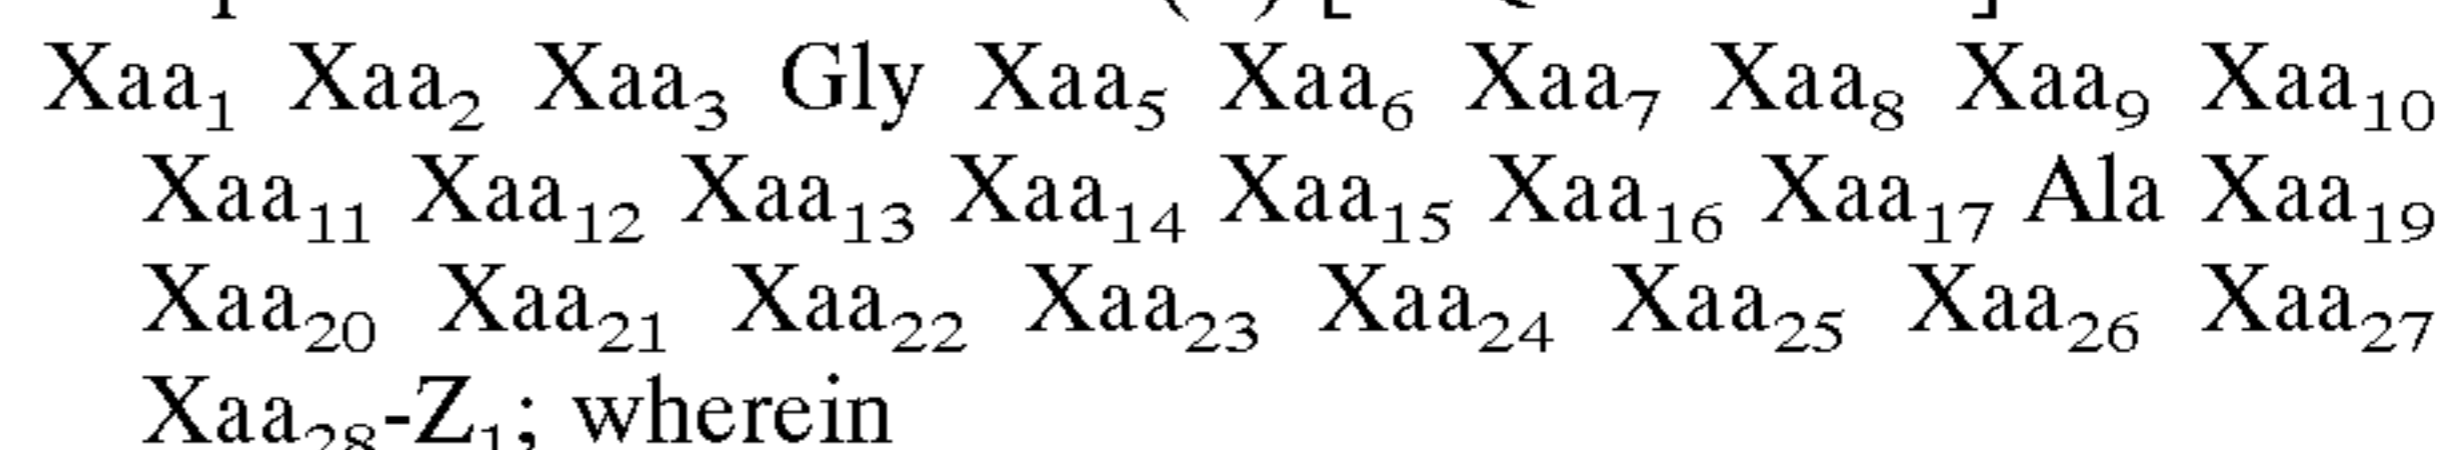 Xaa₁ Xaa₂ Xaa₃ Gly Xaa₅ Xaa₆ Xaa₇ Xaa₈ Xaa₉ Xaa₁₀
Xaa₁₁ Xaa₁₂ Xaa₁₃ Xaa₁₄ Xaa₁₅ Xaa₁₆ Xaa₁₇ Ala Xaa₁₉
Xaa₂₀ Xaa₂₁ Xaa₂₂ Xaa₂₃ Xaa₂₄ Xaa₂₅ Xaa₂₆ Xaa₂₇
Xaa₂₈-Z₁; wherein